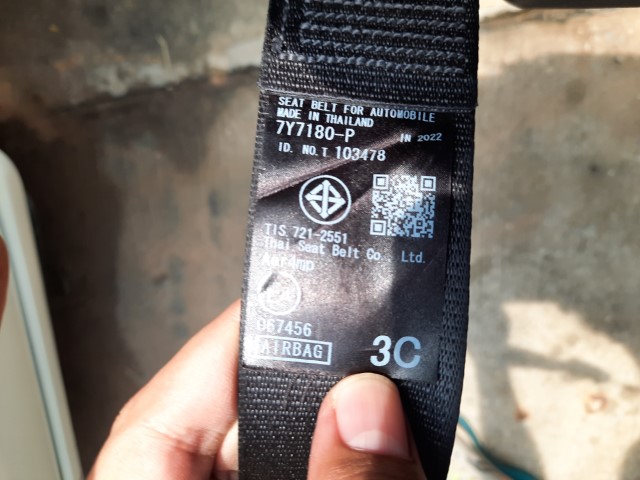 SEAT BELT FOR AUTOMOBILE
MADE IN THAILAND
7Y7180-P IN 2022
ID. NO.T 103478
TIS 721-2551
Thai Seat Belt Co., Ltd.
067456
AIRBAG 3C